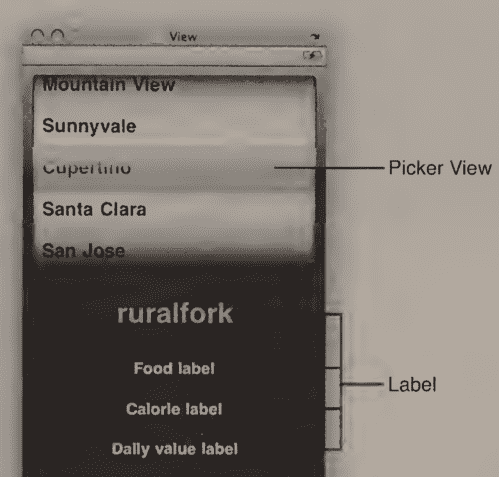 View
Mountain View
Sunnyvale
Cupertino
Picker View
Santa Clara
San Jose
ruralfork
Food label
Label
Calorie label
Daily value label